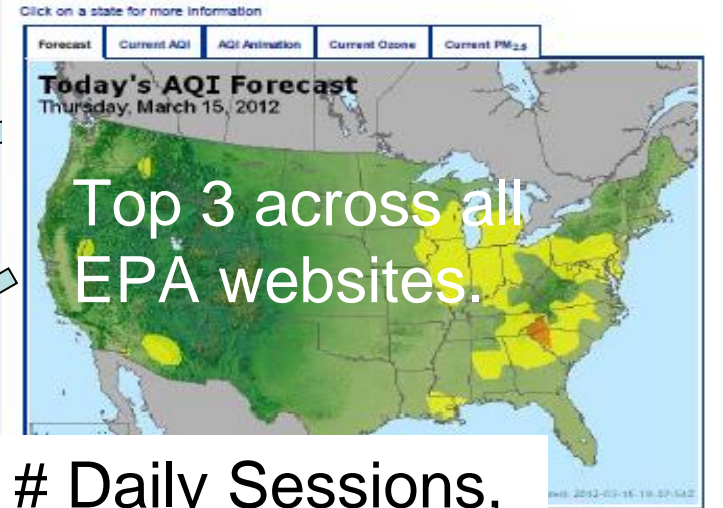 Click on a state for more information
Forecast
Current AQI
AQI Animation
Current Ozone
Current PM2.5
Today's AQI Forecast
Thursday, March 15, 2012
Top 3 across all
EPA websites.
# Daily Sessions,